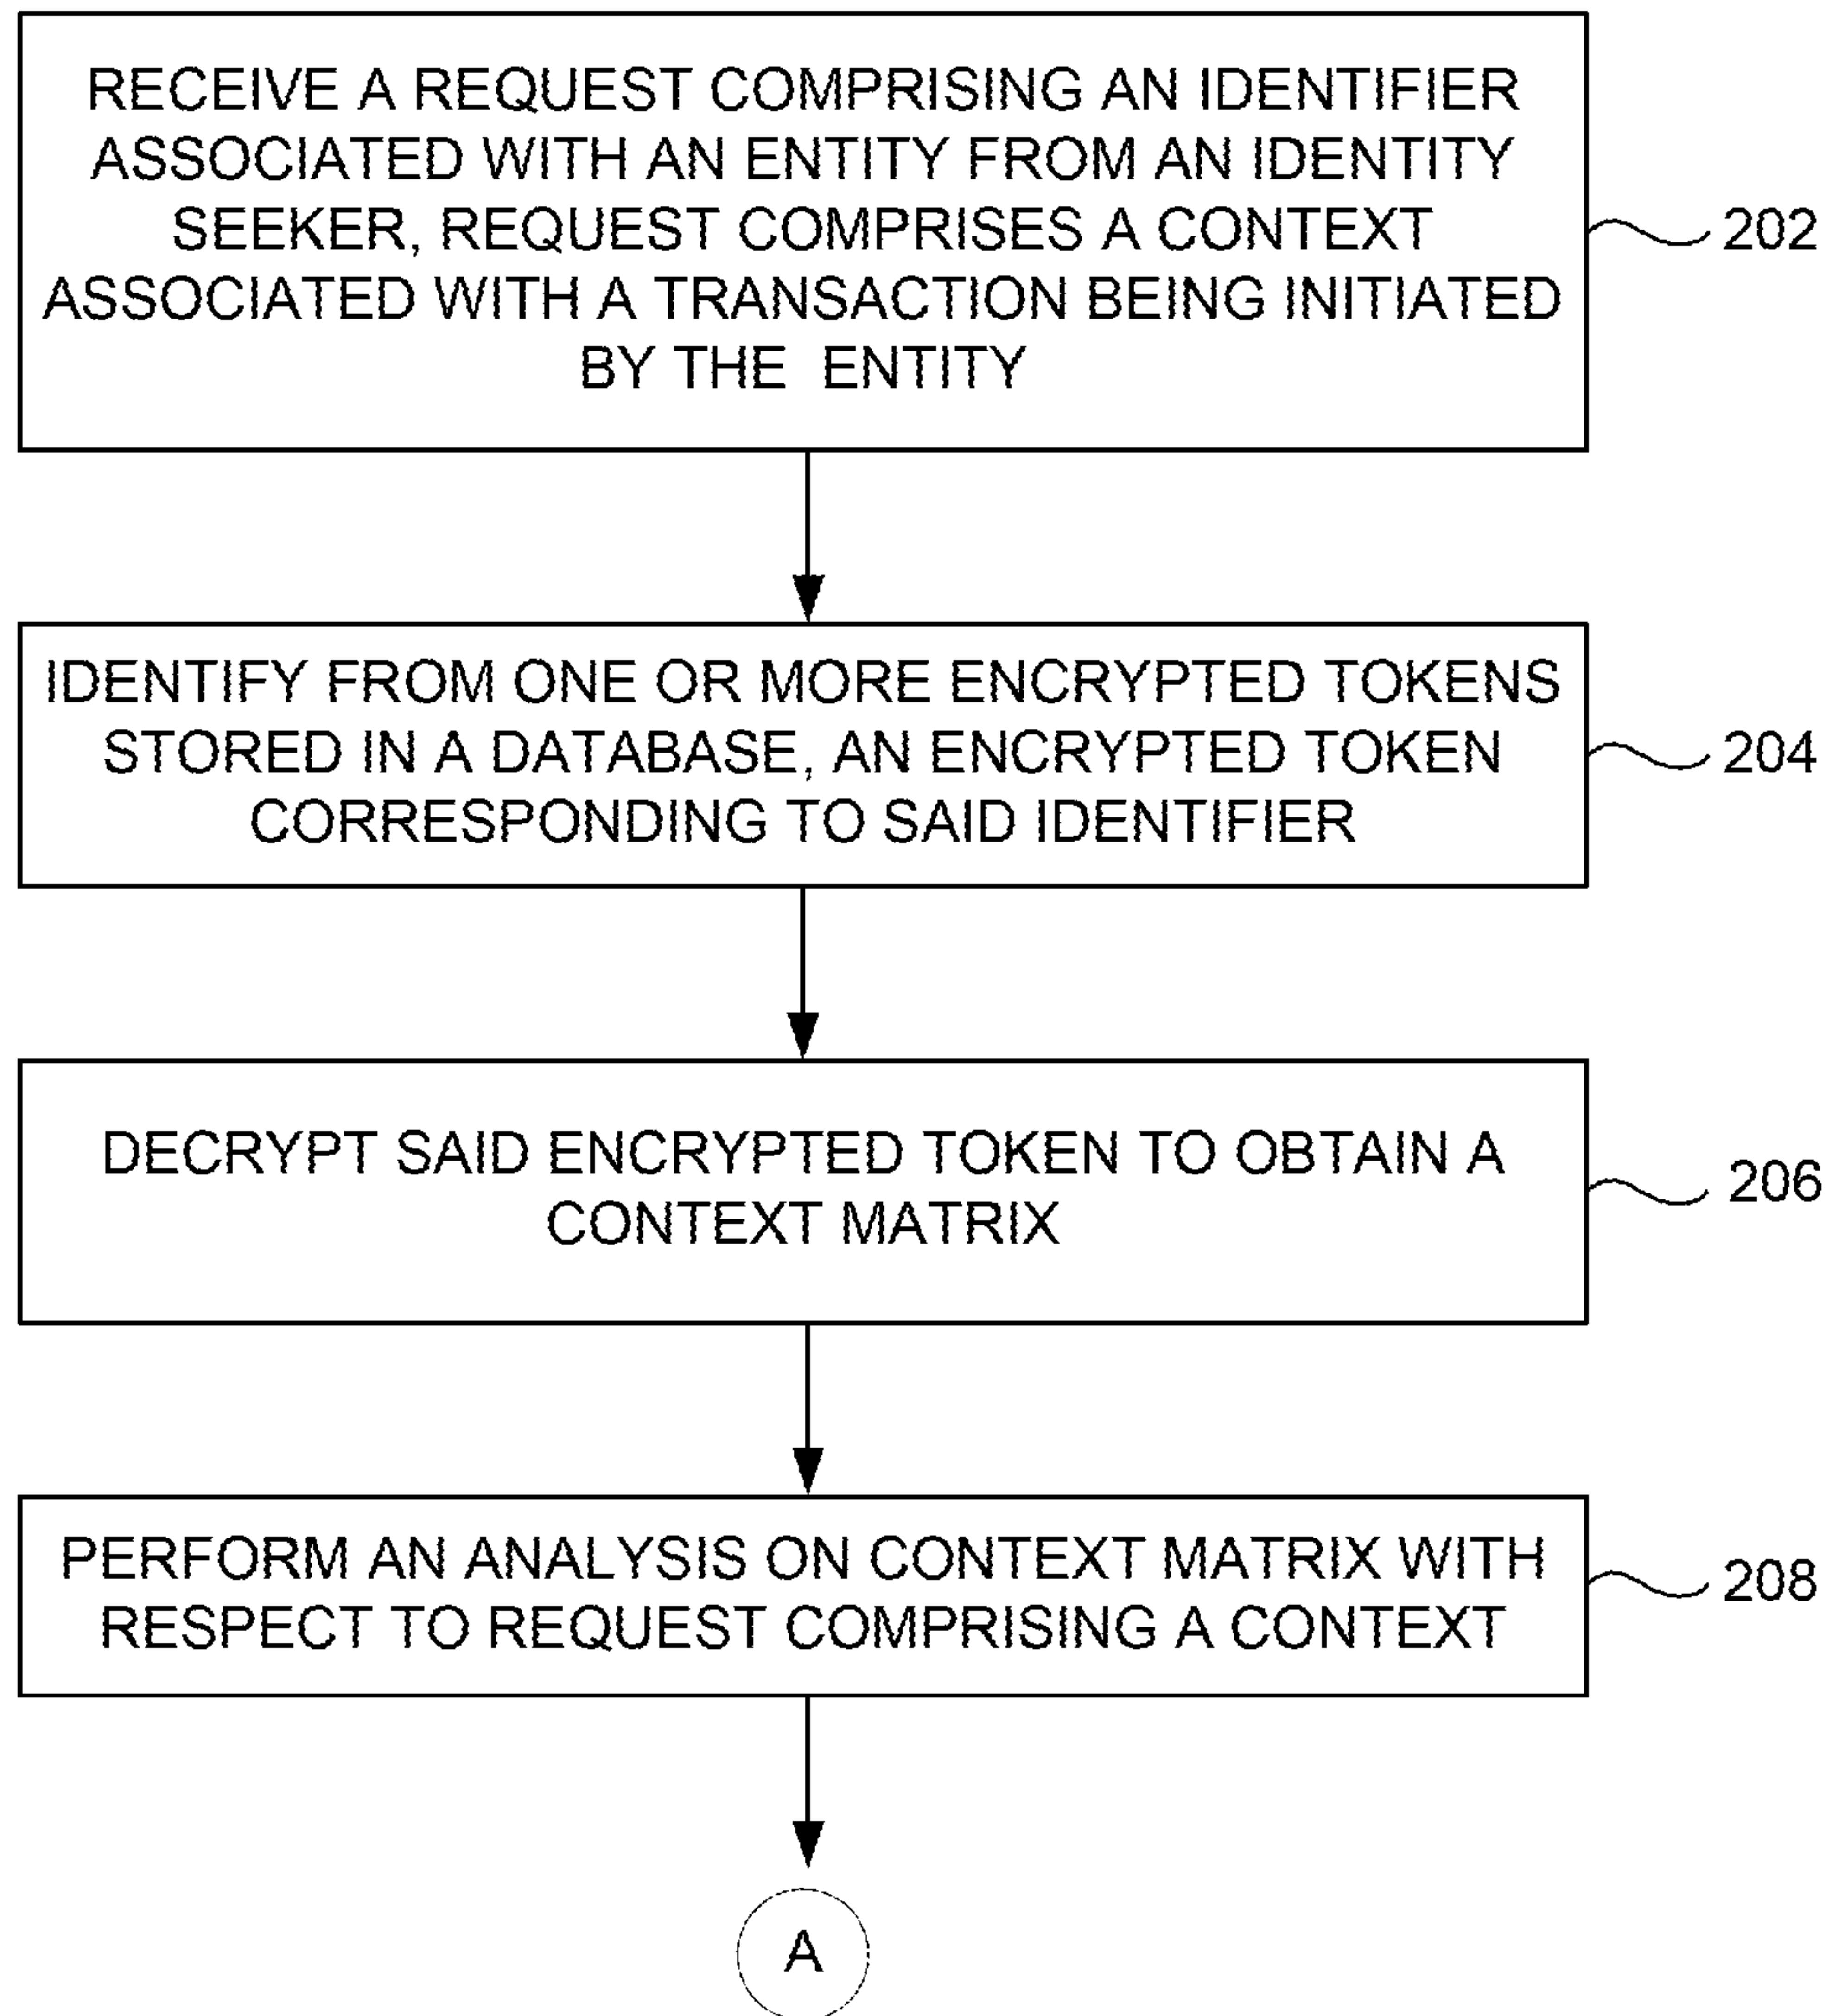 RECEIVE A REQUEST COMPRISING AN IDENTIFIER
ASSOCIATED WITH AN ENTITY FROM AN IDENTITY
SEEKER, REQUEST COMPRISES A CONTEXT
ASSOCIATED WITH A TRANSACTION BEING INITIATED
BY THE ENTITY
202
IDENTIFY FROM ONE OR MORE ENCRYPTED TOKENS
STORED IN A DATABASE, AN ENCRYPTED TOKEN
CORRESPONDING TO SAID IDENTIFIER
204
DECRYPT SAID ENCRYPTED TOKEN TO OBTAIN A
CONTEXT MATRIX
206
PERFORM AN ANALYSIS ON CONTEXT MATRIX WITH
RESPECT TO REQUEST COMPRISING A CONTEXT
208
A